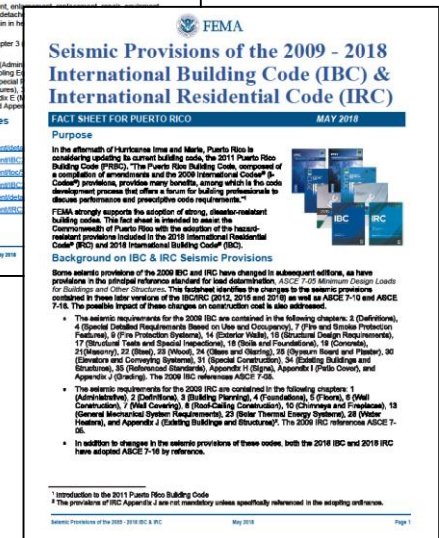 FEMA
Seismic Provisions of the 2009 - 2018
International Building Code (IBC) &
International Residential Code (IRC)
FACT SHEET FOR PUERTO RICO MAY 2018
Purpose
In the aftermath of Hurricanes Irma and Maria, Puerto Rico is
considering updating its current building code, the 2011 Puerto Rico
Building Code (PRBC). "The Puerto Rico Building Code, composed of
a compilation of amendments and the 2009 International Codes® (I-
Codes®) provisions, provides many benefits, among which is the code
development process that offers a forum for building professionals to
discuss performance and prescriptive code requirements."¹
FEMA strongly supports the adoption of strong, disaster-resistant
building codes. This fact sheet is intended to assist the
Commonwealth of Puerto Rico with the adoption of the hazard-
resistant provisions included in the 2018 International Residential
Code® (IRC) and 2018 International Building Code® (IBC).
IBC
IRC
Background on IBC & IRC Seismic Provisions
Some seismic provisions of the 2009 IBC and IRC have changed in subsequent editions, as have
provisions in the principal reference standard for load determination, ASCE 7-05 Minimum Design Loads
for Buildings and Other Structures. This factsheet identifies the changes to the seismic provisions
contained in these later versions of the IBC/IRC (2012, 2015 and 2018) as well as ASCE 7-10 and ASCE
7-16. The possible impact of these changes on construction cost is also addressed.
• The seismic requirements for the 2009 IBC are contained in the following chapters: 2 (Definitions),
4 (Special Detailed Requirements Based on Use and Occupancy), 7 (Fire and Smoke Protection
Features), 9 (Fire Protection Systems), 14 (Exterior Walls), 16 (Structural Design Requirements),
17 (Structural Tests and Special Inspections), 18 (Soils and Foundations), 19 (Concrete),
21(Masonry), 22 (Steel), 23 (Wood), 24 (Glass and Glazing), 25 (Gypsum Board and Plaster), 30
(Elevators and Conveying Systems), 31 (Special Construction), 34 (Existing Buildings and
Structures), 35 (Referenced Standards), Appendix H (Signs), Appendix I (Patio Cover), and
Appendix J (Grading). The 2009 IBC references ASCE 7-05.
• The seismic requirements for the 2009 IRC are contained in the following chapters: 1
(Administrative), 2 (Definitions), 3 (Building Planning), 4 (Foundations), 5 (Floors), 6 (Wall
Construction), 7 (Wall Covering), 8 (Roof-Ceiling Construction), 10 (Chimneys and Fireplaces), 13
(General Mechanical System Requirements), 23 (Solar Thermal Energy Systems), 28 (Water
Heaters), and Appendix J (Existing Buildings and Structures)². The 2009 IRC references ASCE 7-
05.
• In addition to changes in the seismic provisions of these codes, both the 2018 IBC and 2018 IRC
have adopted ASCE 7-16 by reference.
¹ Introduction to the 2011 Puerto Rico Building Code
² The provisions of IRC Appendix J are not mandatory unless specifically referenced in the adopting ordinance.
Seismic Provisions of the 2009 - 2018 IBC & IRC May 2018 Page 1